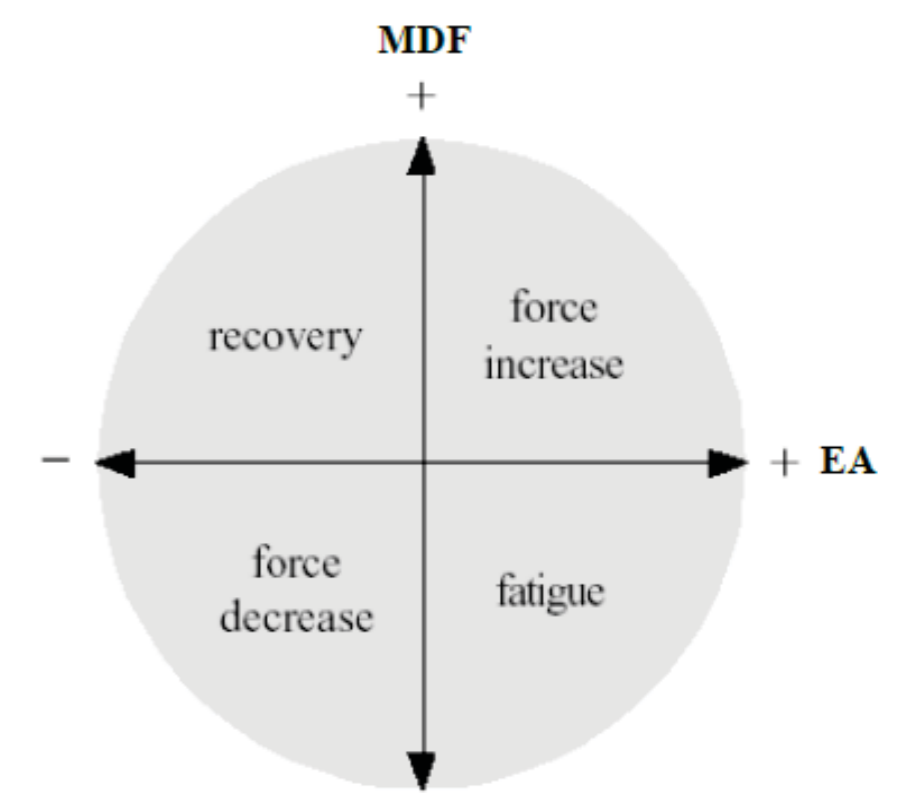 MDF
+
force
increase
recovery
− + EA
force
decrease
fatigue